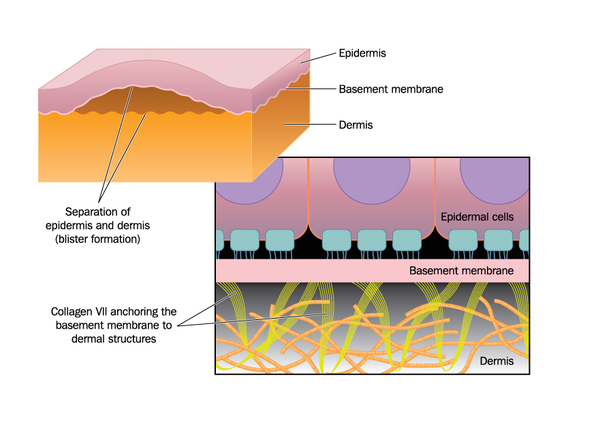 Epidermis
Basement membrane
Dermis
Separation of
epidermis and dermis
(blister formation)
Epidermal cells
Basement membrane
Collagen VII anchoring the
basement membrane to
dermal structures
Dermis